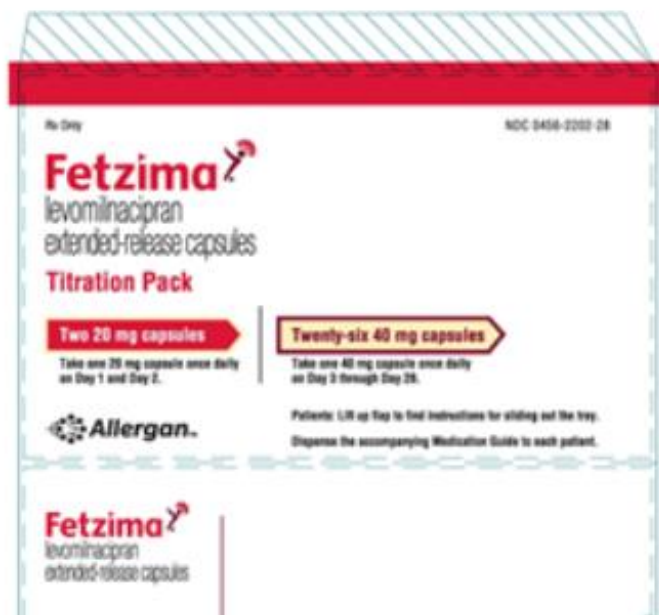 Rx Only
NDC 0456-2202-28
Fetzima
levomilnacipran
extended-release capsules
Titration Pack
Two 20 mg capsules
Take one 20 mg capsule once daily
on Day 1 and Day 2.
Twenty-six 40 mg capsules
Take one 40 mg capsule once daily
on Day 3 through Day 28.
Allergan™
Patients: Lift up flap to find instructions for sliding out the tray.
Dispense the accompanying Medication Guide to each patient.
Fetzima
levomilnacipran
extended-release capsules